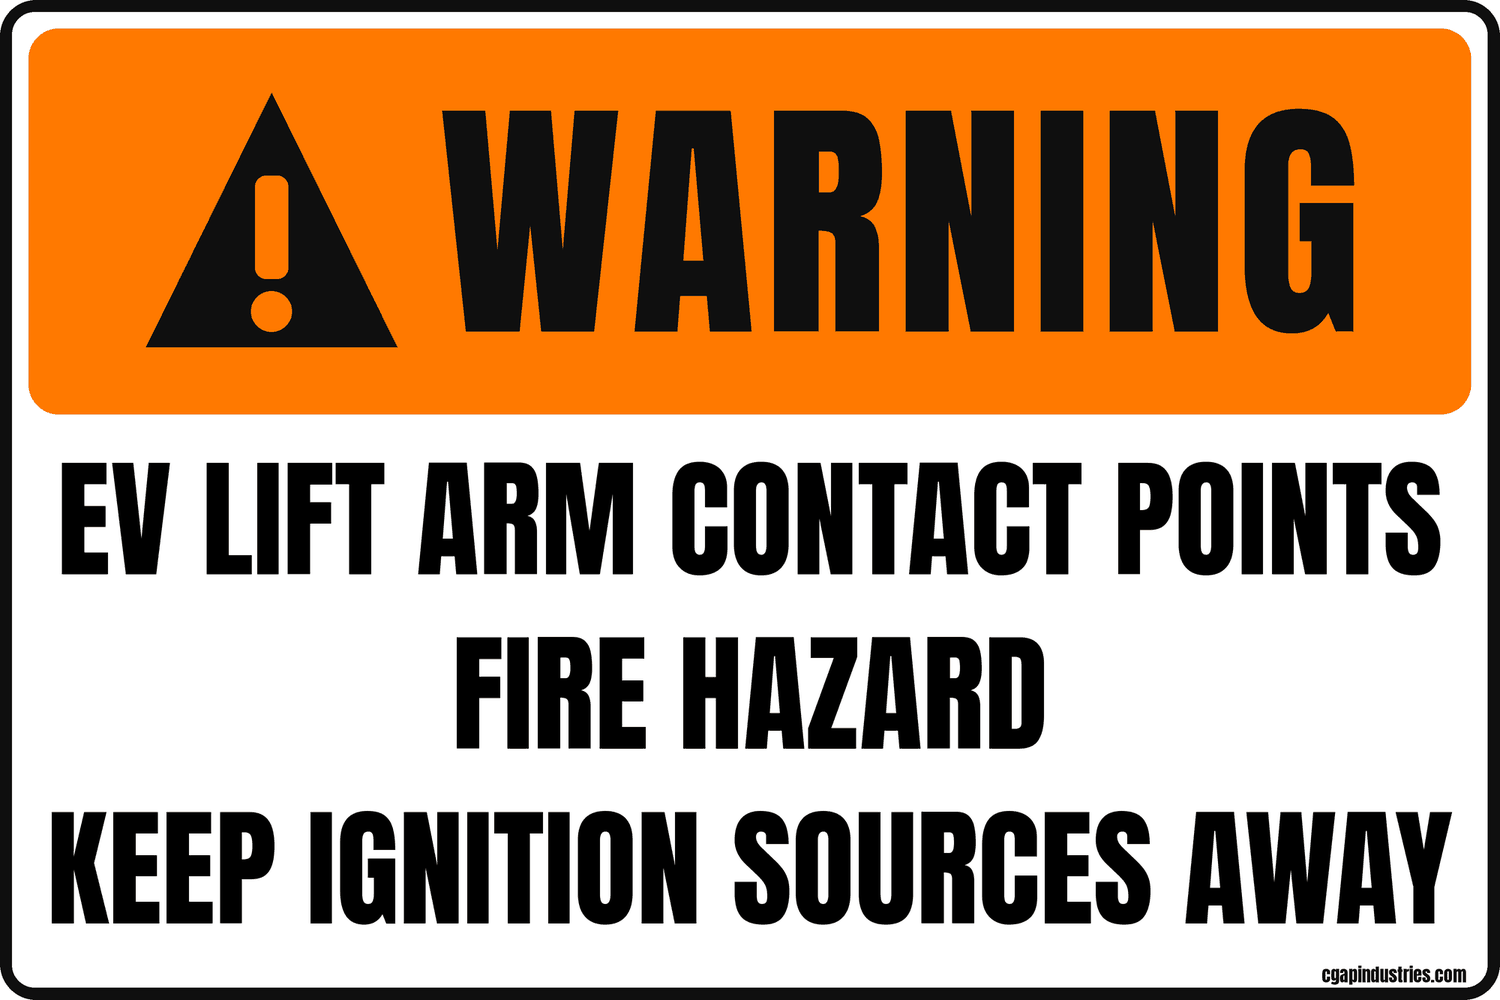 WARNING
EV LIFT ARM CONTACT POINTS
FIRE HAZARD
KEEP IGNITION SOURCES AWAY
cgapindustries.com